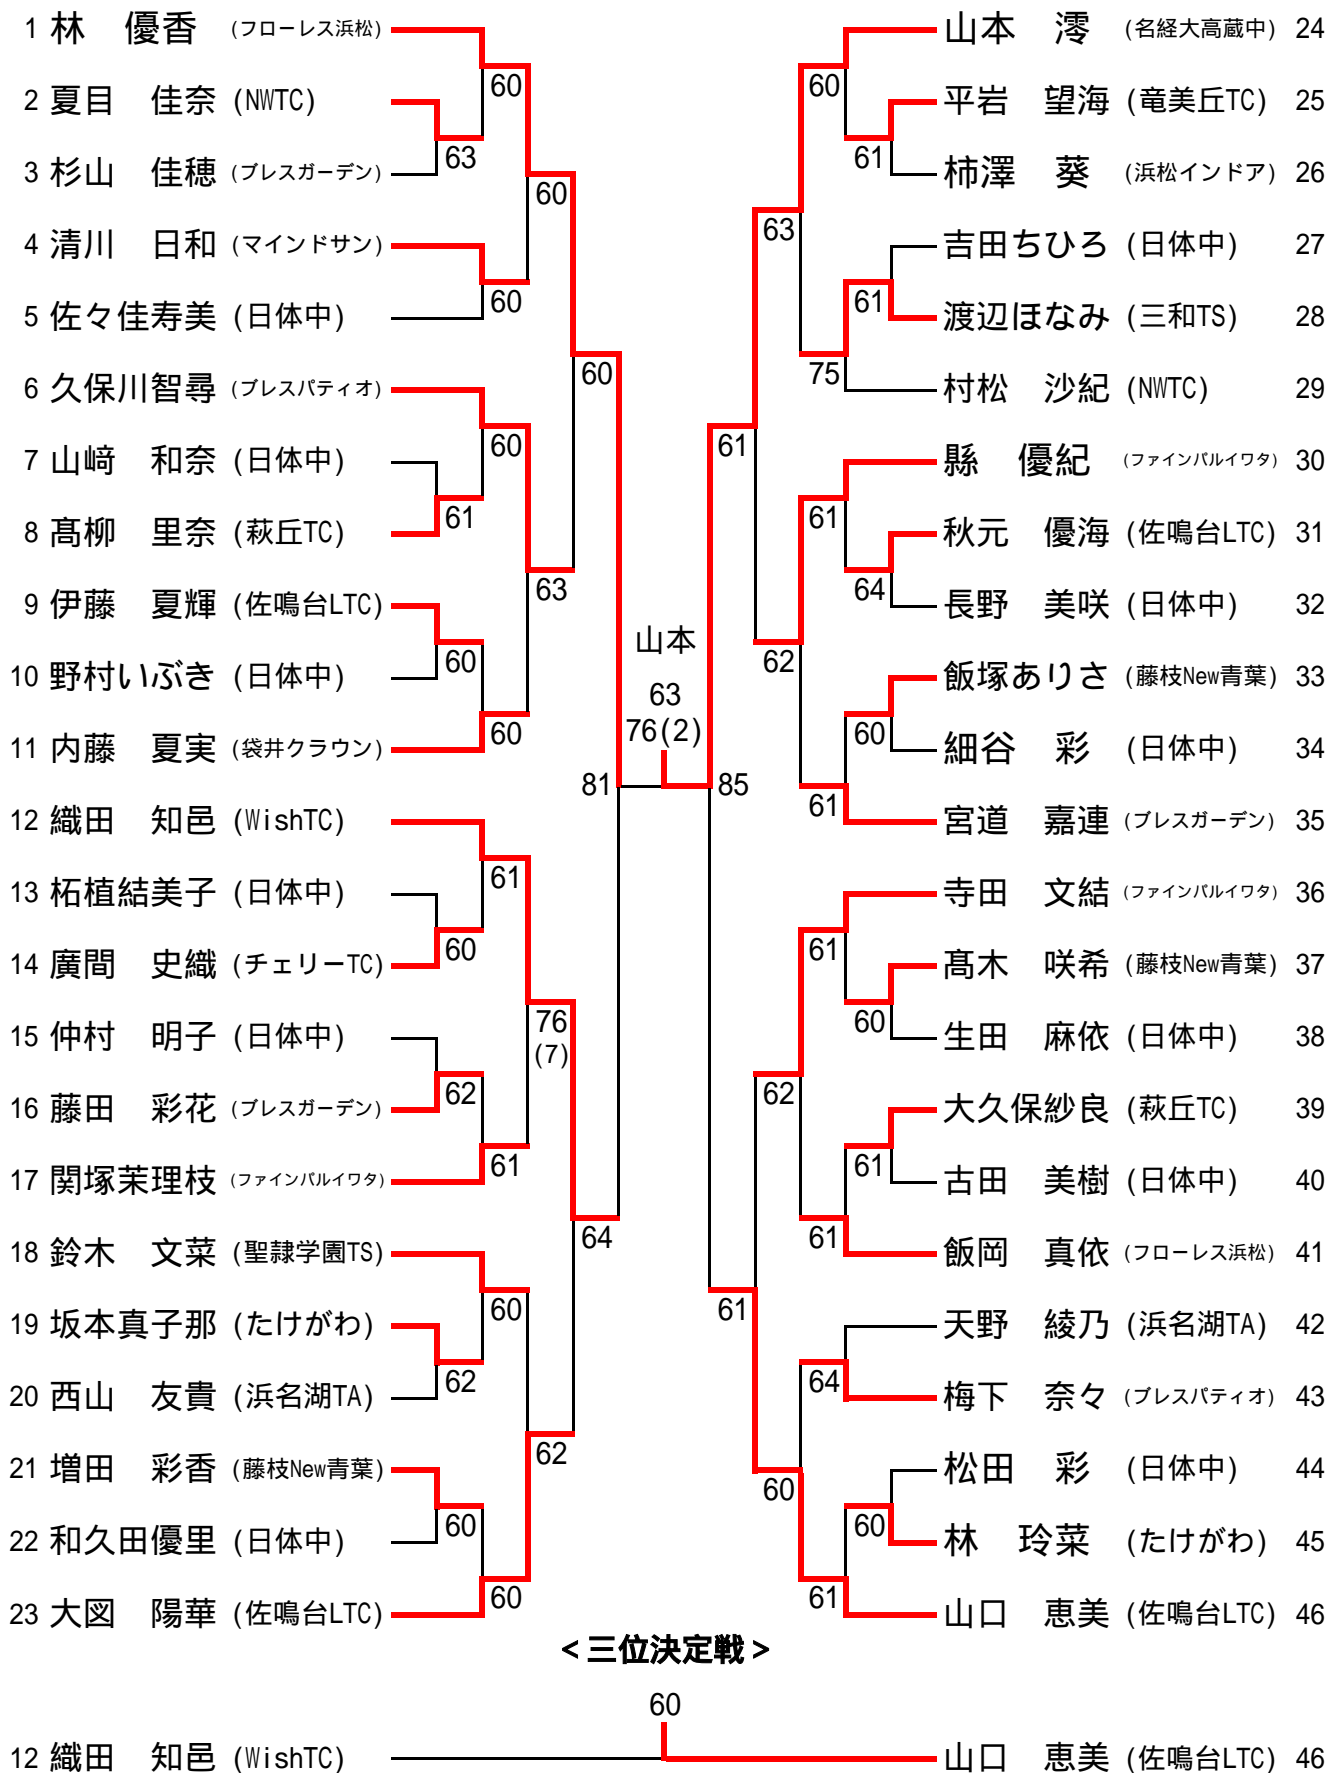 1 林　優香 (フローレス浜松)
2 夏目　佳奈 (NWTC)
3 杉山　佳穂 (ブレスガーデン)
4 清川　日和 (マインドサン)
5 佐々佳寿美 (日体中)
6 久保川智尋 (ブレスパティオ)
7 山﨑　和奈 (日体中)
8 髙柳　里奈 (萩丘TC)
9 伊藤　夏輝 (佐鳴台LTC)
10 野村いぶき (日体中)
11 内藤　夏実 (袋井クラウン)
12 織田　知邑 (WishTC)
13 柘植結美子 (日体中)
14 廣間　史織 (チェリーTC)
15 仲村　明子 (日体中)
16 藤田　彩花 (ブレスガーデン)
17 関塚茉理枝 (ファインパルイワタ)
18 鈴木　文菜 (聖隷学園TS)
19 坂本真子那 (たけがわ)
20 西山　友貴 (浜名湖TA)
21 増田　彩香 (藤枝New青葉)
22 和久田優里 (日体中)
23 大図　陽華 (佐鳴台LTC)
63
61
60
60
62
62
60
60
60
60
60
61
61
60
60
60
63
76
(7)
62
60
64
81
山本
63
76(2)
85
61
61
63
62
62
60
60
75
61
61
61
61
64
61
61
61
64
60
60
61
60
山本　澪 (名経大高蔵中) 24
平岩　望海 (竜美丘TC) 25
柿澤　葵 (浜松インドア) 26
吉田ちひろ (日体中) 27
渡辺ほなみ (三和TS) 28
村松　沙紀 (NWTC) 29
縣　優紀 (ファインパルイワタ) 30
秋元　優海 (佐鳴台LTC) 31
長野　美咲 (日体中) 32
飯塚ありさ (藤枝New青葉) 33
細谷　彩 (日体中) 34
宮道　嘉連 (ブレスガーデン) 35
寺田　文結 (ファインパルイワタ) 36
髙木　咲希 (藤枝New青葉) 37
生田　麻依 (日体中) 38
大久保紗良 (萩丘TC) 39
古田　美樹 (日体中) 40
飯岡　真依 (フローレス浜松) 41
天野　綾乃 (浜名湖TA) 42
梅下　奈々 (ブレスパティオ) 43
松田　彩 (日体中) 44
林　玲菜 (たけがわ) 45
山口　恵美 (佐鳴台LTC) 46
＜三位決定戦＞
60
12 織田　知邑 (WishTC)
山口　恵美 (佐鳴台LTC) 46